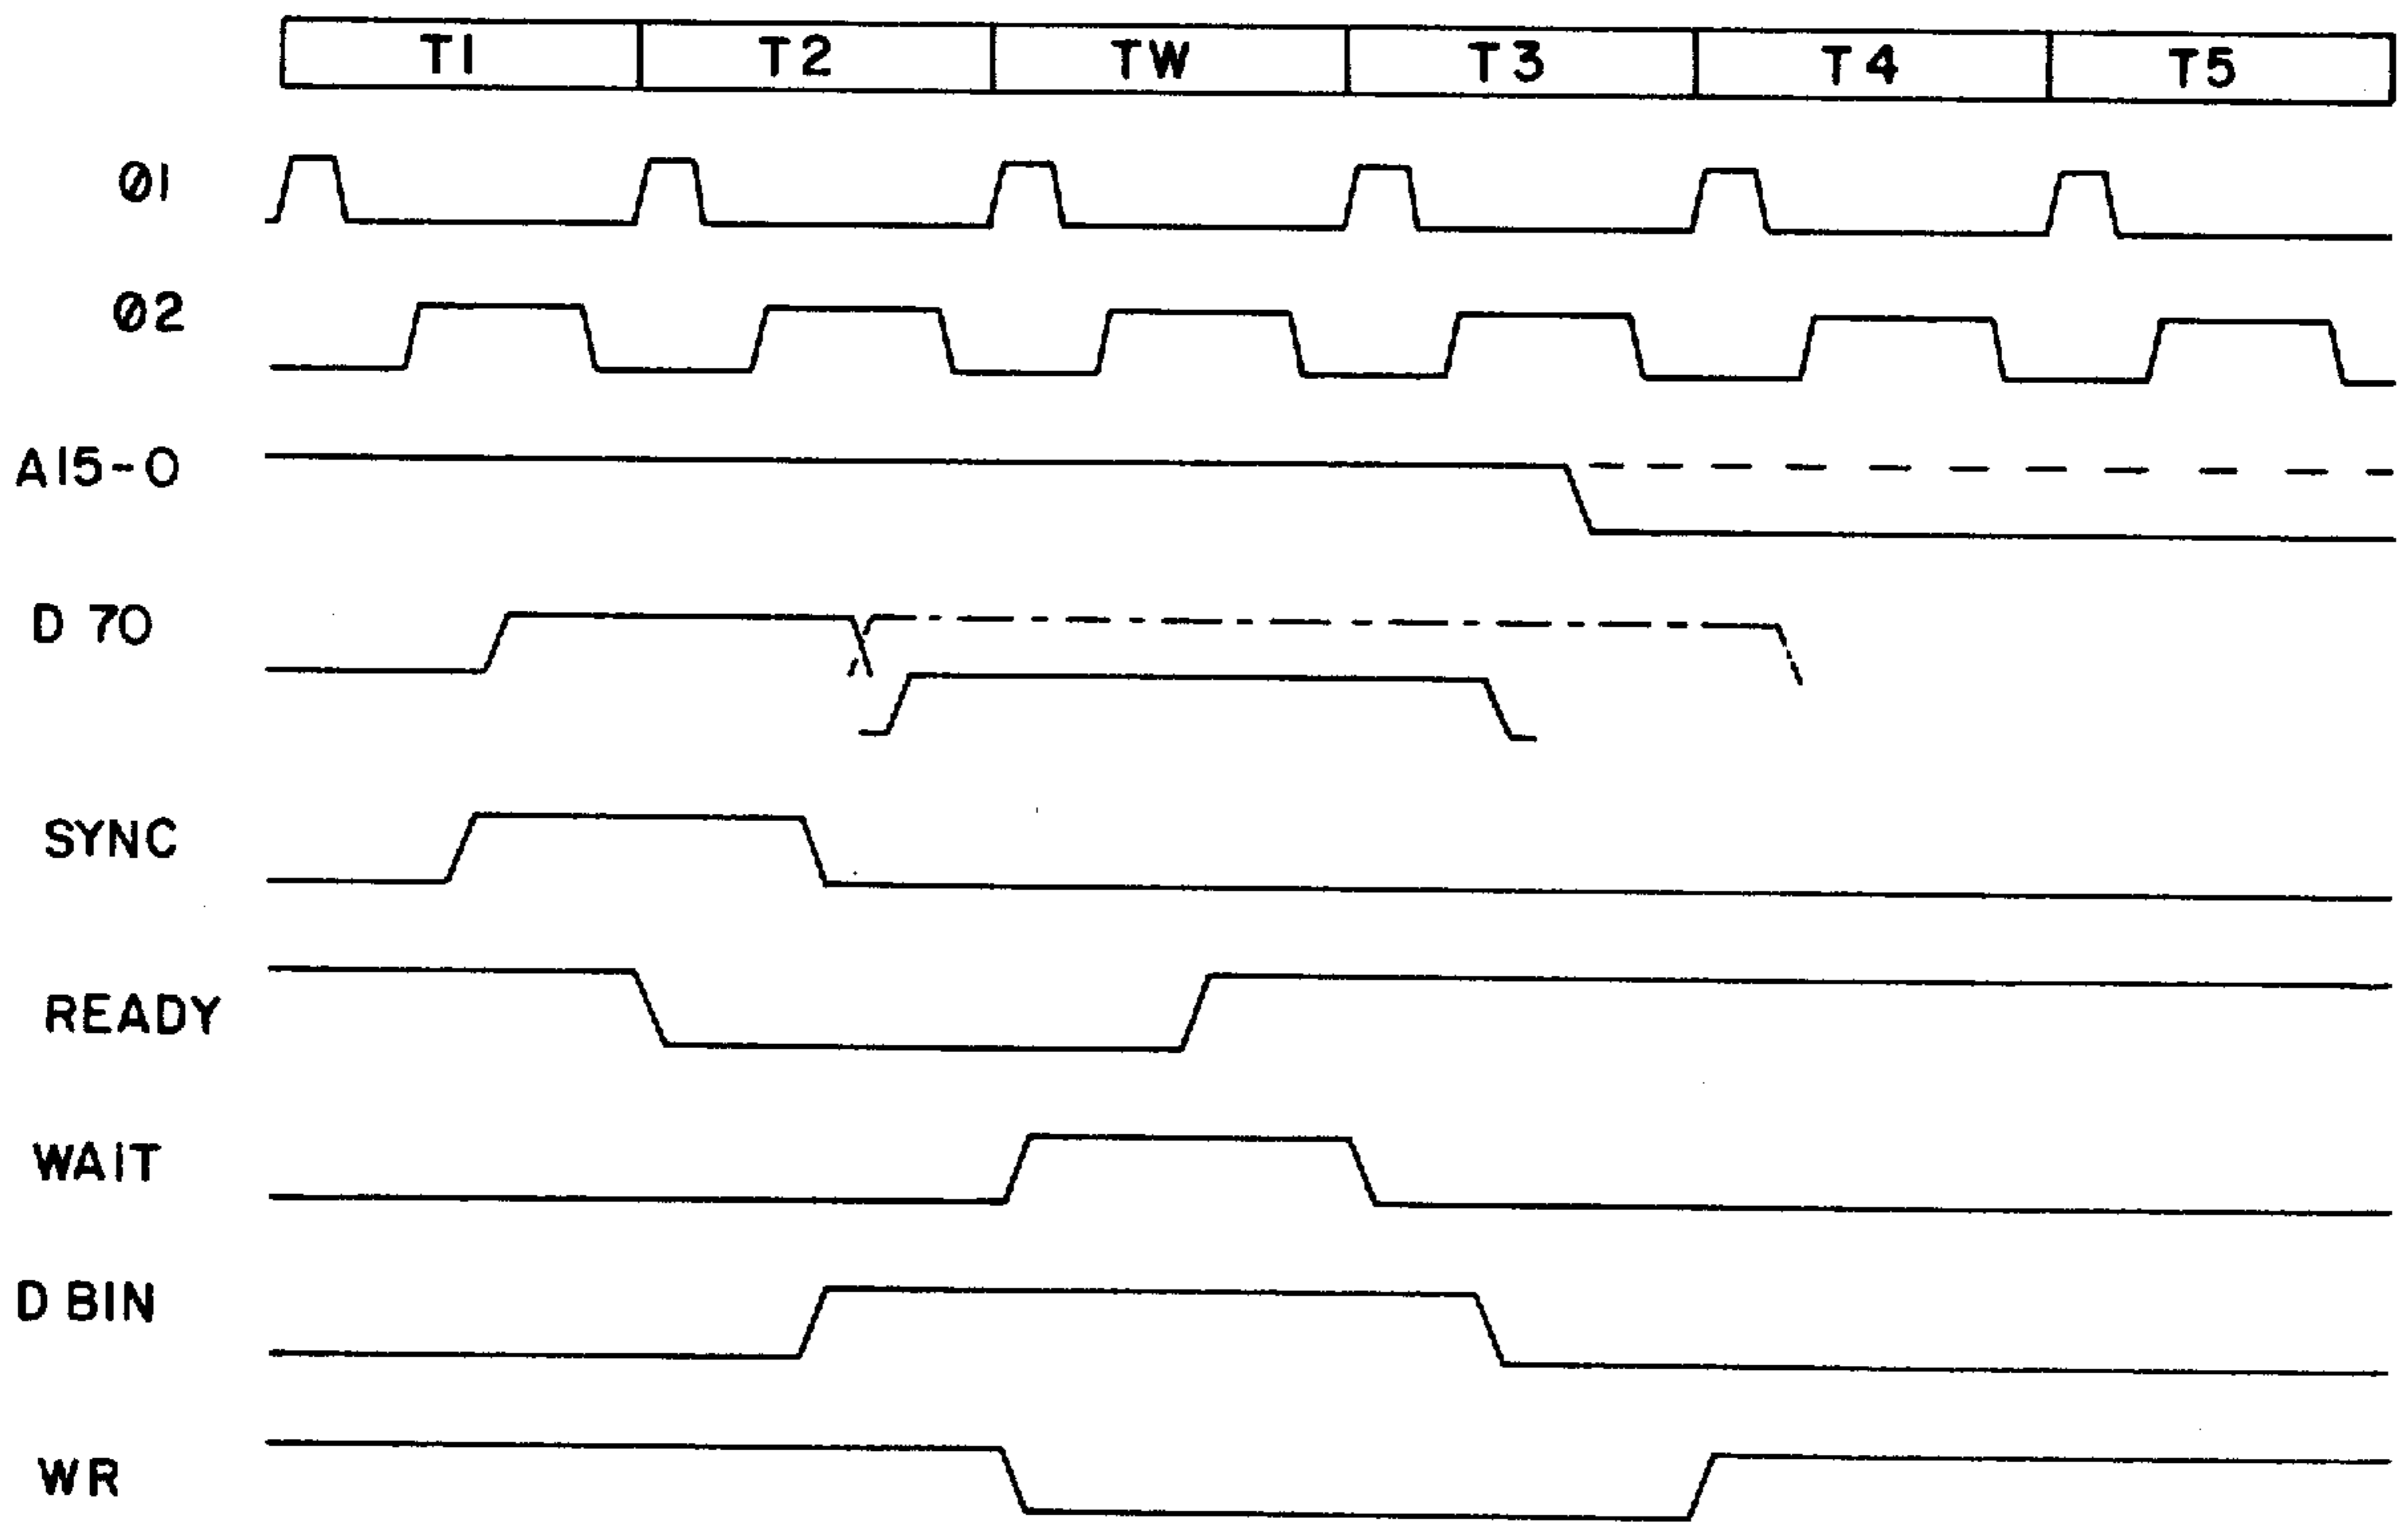 T1 T2 TW T3 T4 T5
Ø1
Ø2
A15-0
D 70
SYNC
READY
WAIT
D BIN
WR